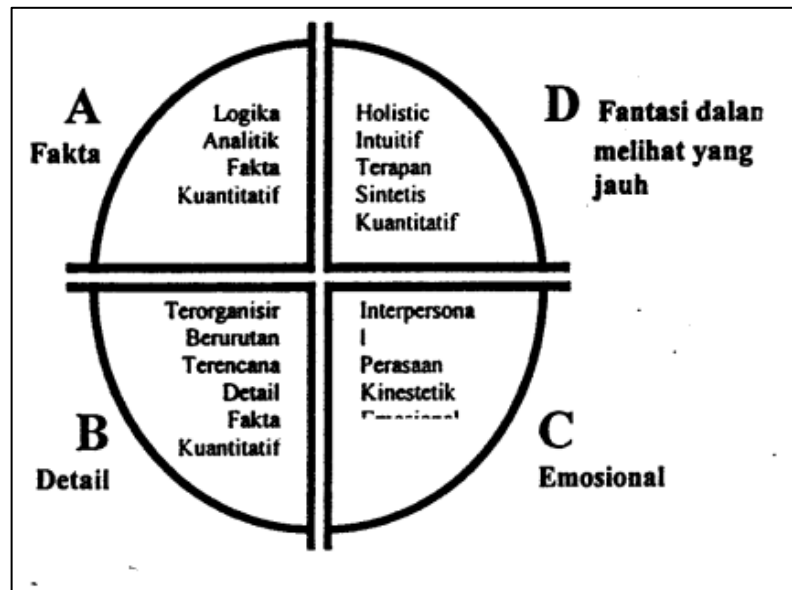 A
Fakta
Logika
Analitik
Fakta
Kuantitatif
Holistic
Intuitif
Terapan
Sintetis
Kuantitatif
D Fantasi dalan
melihat yang
jauh
Terorganisir
Berurutan
Terencana
Detail
Fakta
Kuantitatif
B
Detail
Interpersona
l
Perasaan
Kinestetik
Emosional
C
Emosional